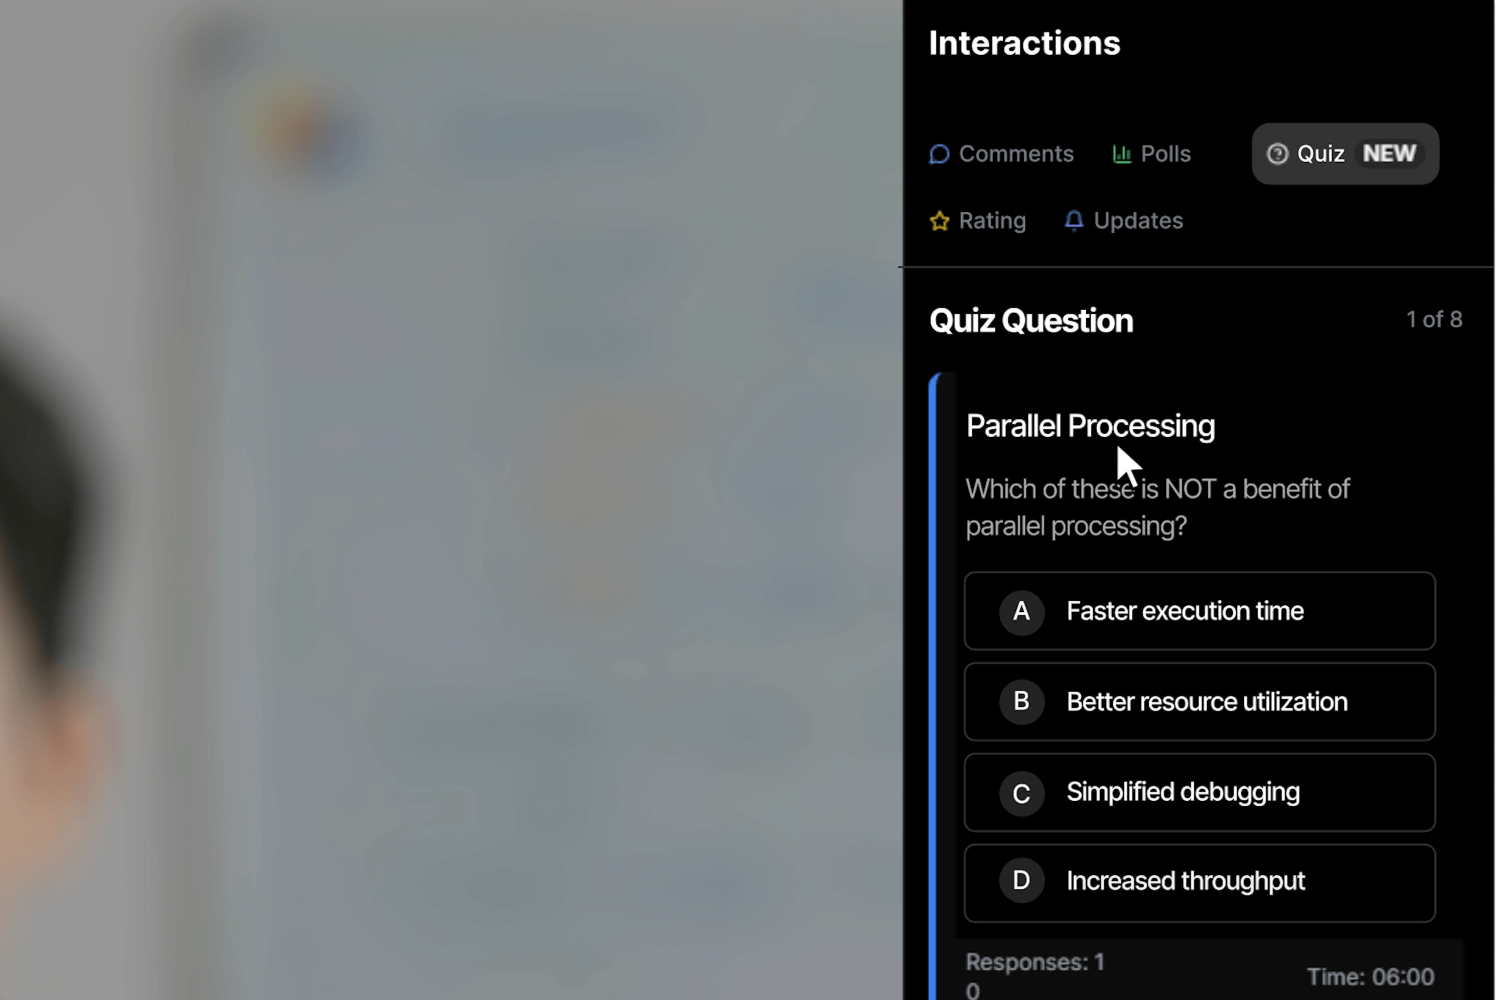 Interactions
Comments
Polls
Quiz NEW
Rating
Updates
Quiz Question
1 of 8
Parallel Processing
Which of these is NOT a benefit of
parallel processing?
A Faster execution time
B Better resource utilization
C Simplified debugging
D Increased throughput
Responses: 1
0
Time: 06:00